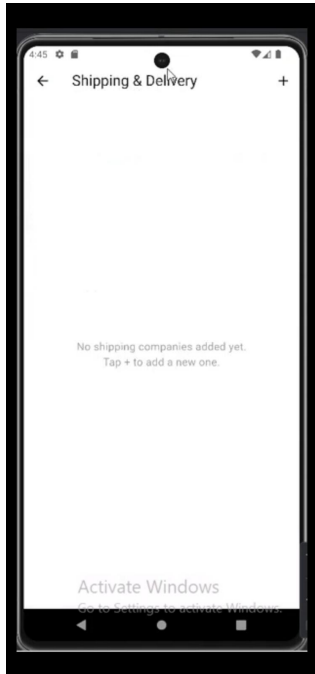 4:45
Shipping & Delivery
+
No shipping companies added yet.
Tap + to add a new one.
Activate Windows
Go to Settings to activate Windows.